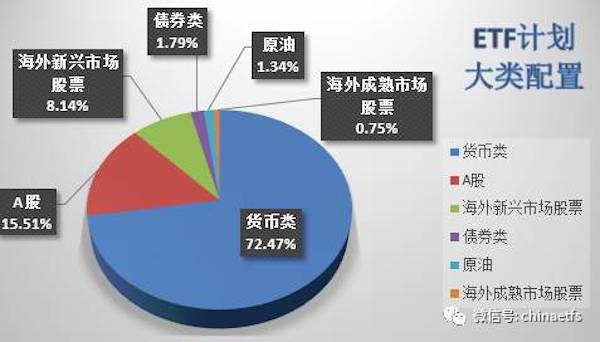 ETF计划
大类配置
债券类
1.79%
原油
1.34%
海外新兴市场
股票
8.14%
海外成熟市场
股票
0.75%
A股
15.51%
货币类
72.47%
货币类
A股
海外新兴市场股票
债券类
原油
海外成熟市场股票
微信号:chinaetfs